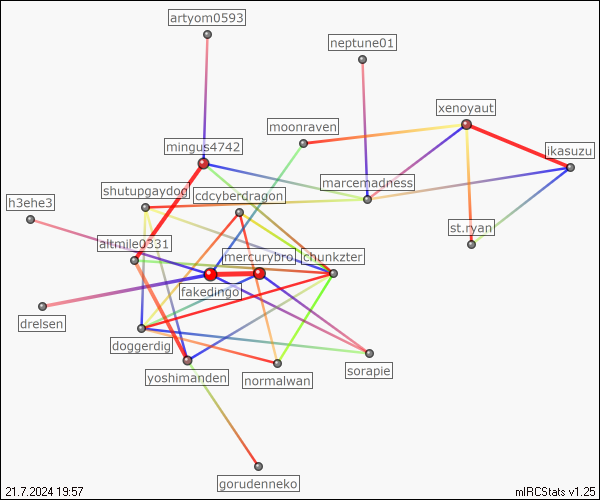 artyom0593
neptune01
xenoyaut
moonraven
mingus4742
ikasuzu
marcemadness
shutupgaydog
cdcyberdragon
h3ehe3
st.ryan
altmile0331
mercurybro
chunkzter
fakedingo
drelsen
doggerdig
sorapie
yoshimanden
normalwan
gorudenneko
21.7.2024 19:57
mIRCStats v1.25